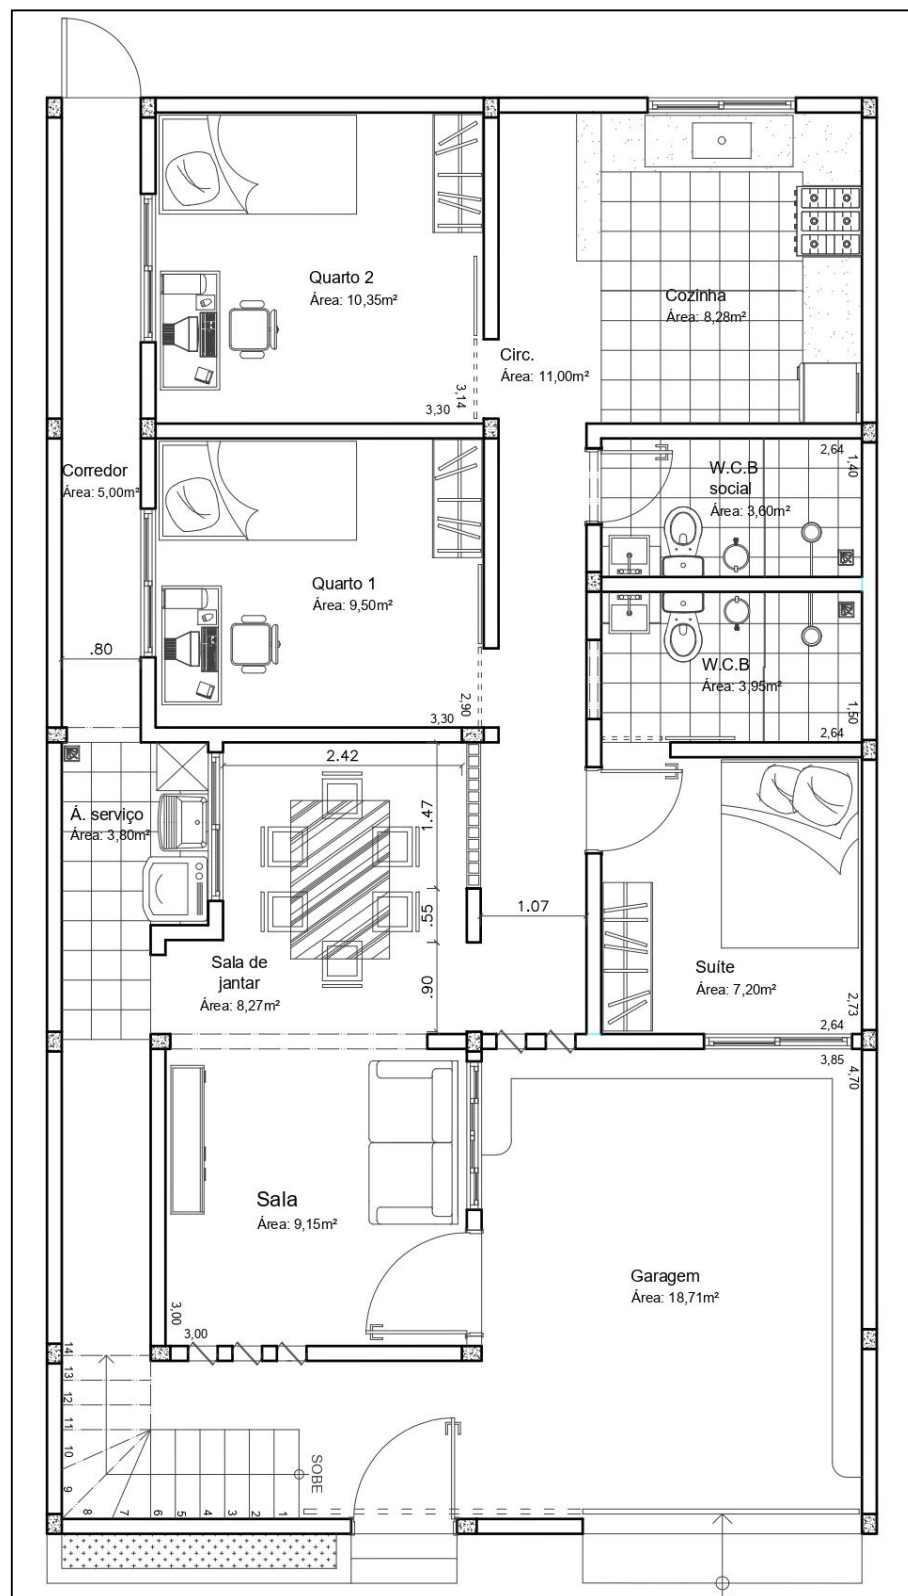 Quarto 2
Área: 10,35m²
3,14
3,30
Circ.
Área: 11,00m²
Cozinha
Área: 8,28m²
Corredor
Área: 5,00m²
.80
Quarto 1
Área: 9,50m²
2,90
3,30
2,64
1,40
W.C.B
social
Área: 3,60m²
W.C.B
Área: 3,95m²
1,50
2,64
Á. serviço
Área: 3,80m²
2.42
1.47
.55
.90
1.07
Sala de
jantar
Área: 8,27m²
Suíte
Área: 7,20m²
2,73
2,64
3,85
4,70
Sala
Área: 9,15m²
3,00
3,00
Garagem
Área: 18,71m²
14
13
12
11
10
9
8
7
6
5
4
3
2
1
SOBE